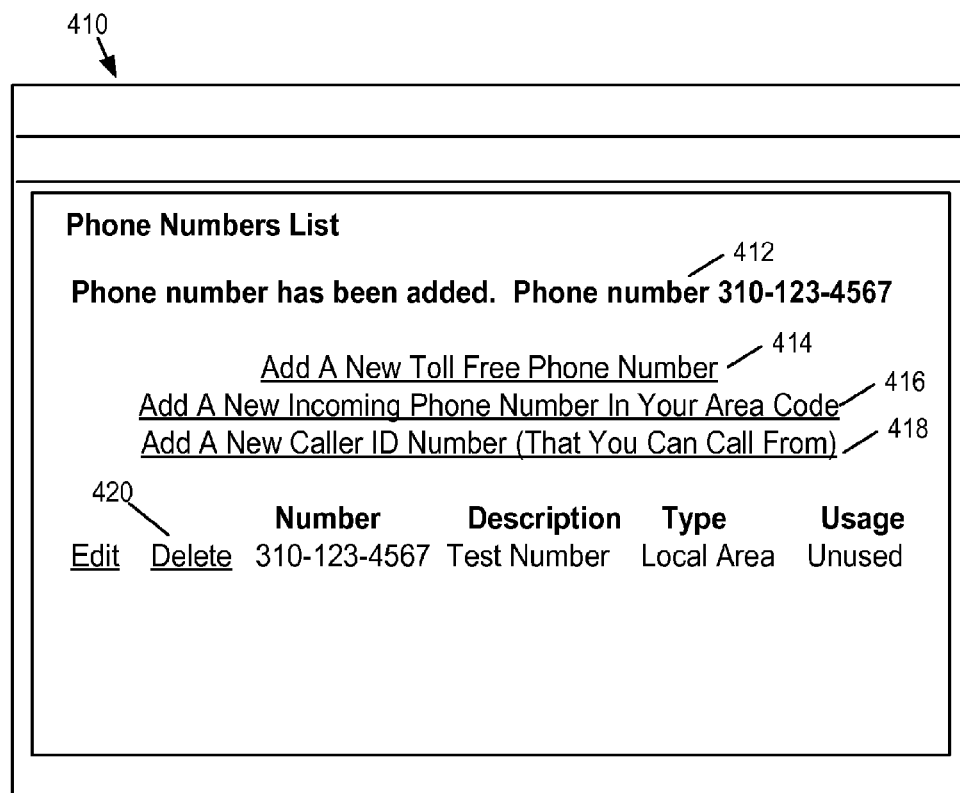 410
Phone Numbers List
412
Phone number has been added. Phone number 310-123-4567
414
Add A New Toll Free Phone Number
416
Add A New Incoming Phone Number In Your Area Code
418
Add A New Caller ID Number (That You Can Call From)
420
Number Description Type Usage
Edit Delete 310-123-4567 Test Number Local Area Unused